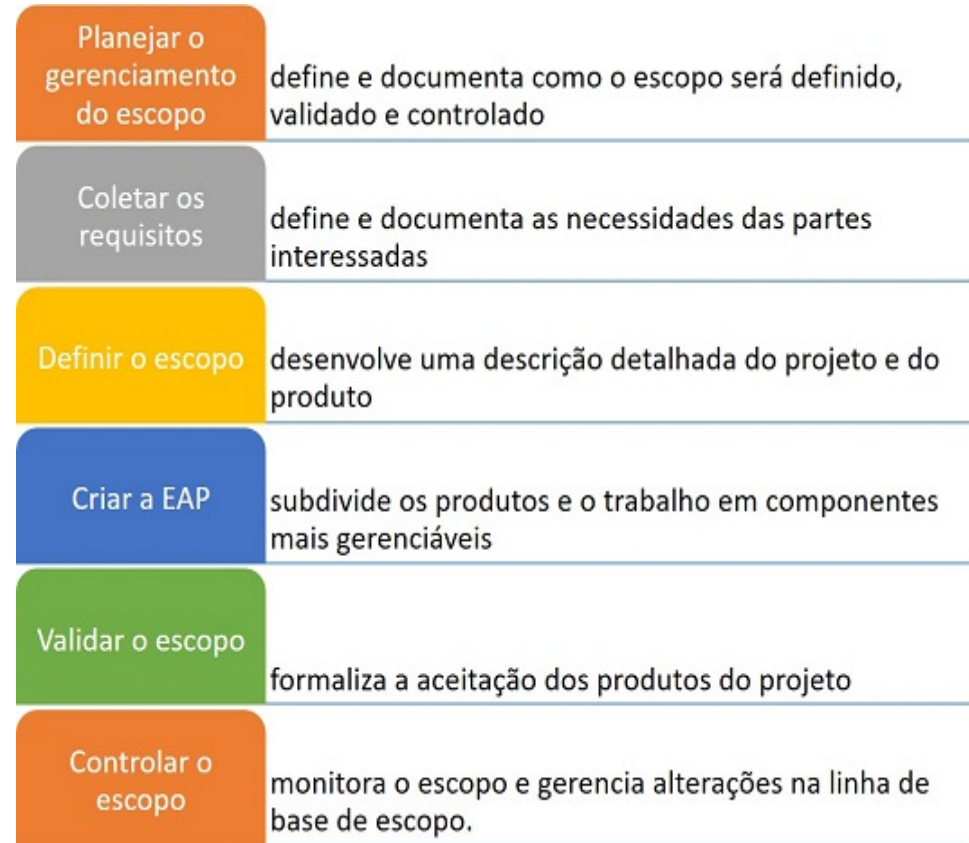 Planejar o
gerenciamento
do escopo
define e documenta como o escopo será definido,
validado e controlado
Coletar os
requisitos
define e documenta as necessidades das partes
interessadas
Definir o escopo
desenvolve uma descrição detalhada do projeto e do
produto
Criar a EAP
subdivide os produtos e o trabalho em componentes
mais gerenciáveis
Validar o escopo
formaliza a aceitação dos produtos do projeto
Controlar o
escopo
monitora o escopo e gerencia alterações na linha de
base de escopo.